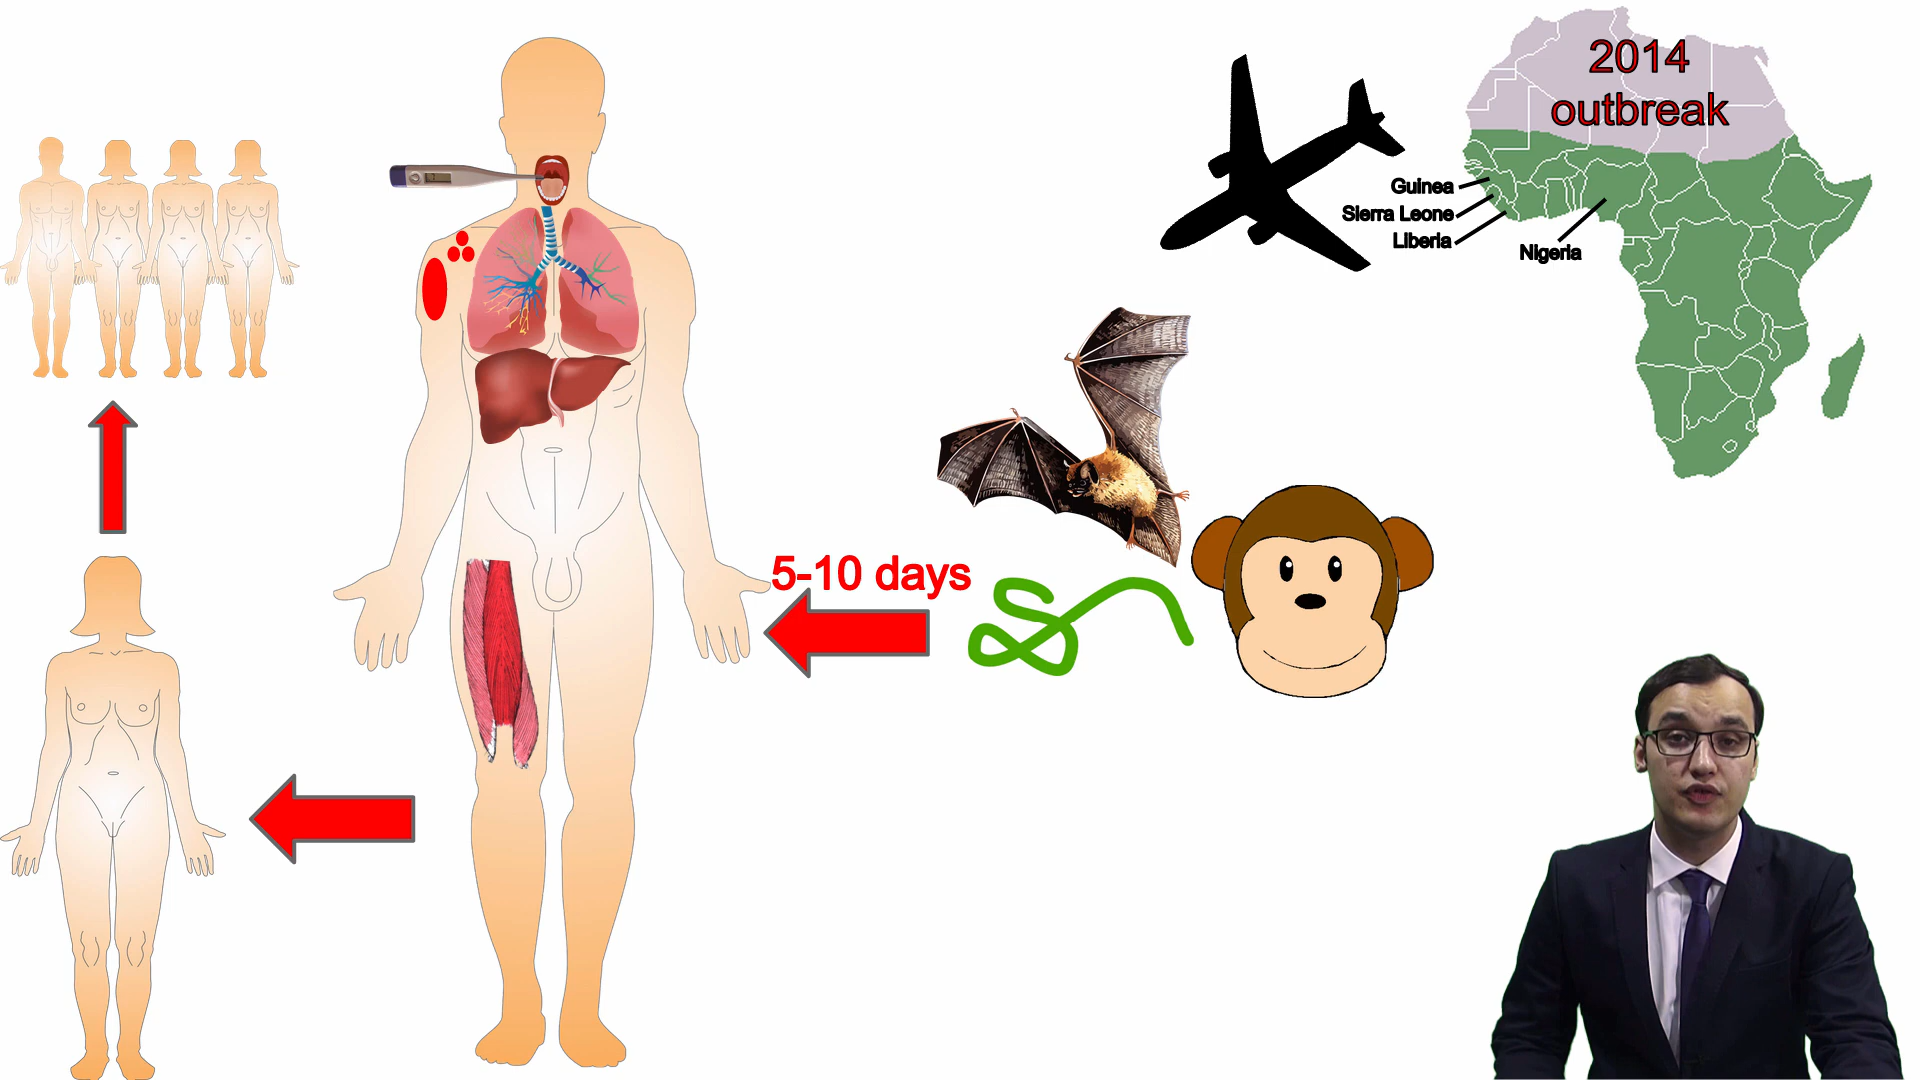 2014
outbreak
Guinea
Sierra Leone
Liberia
Nigeria
5-10 days